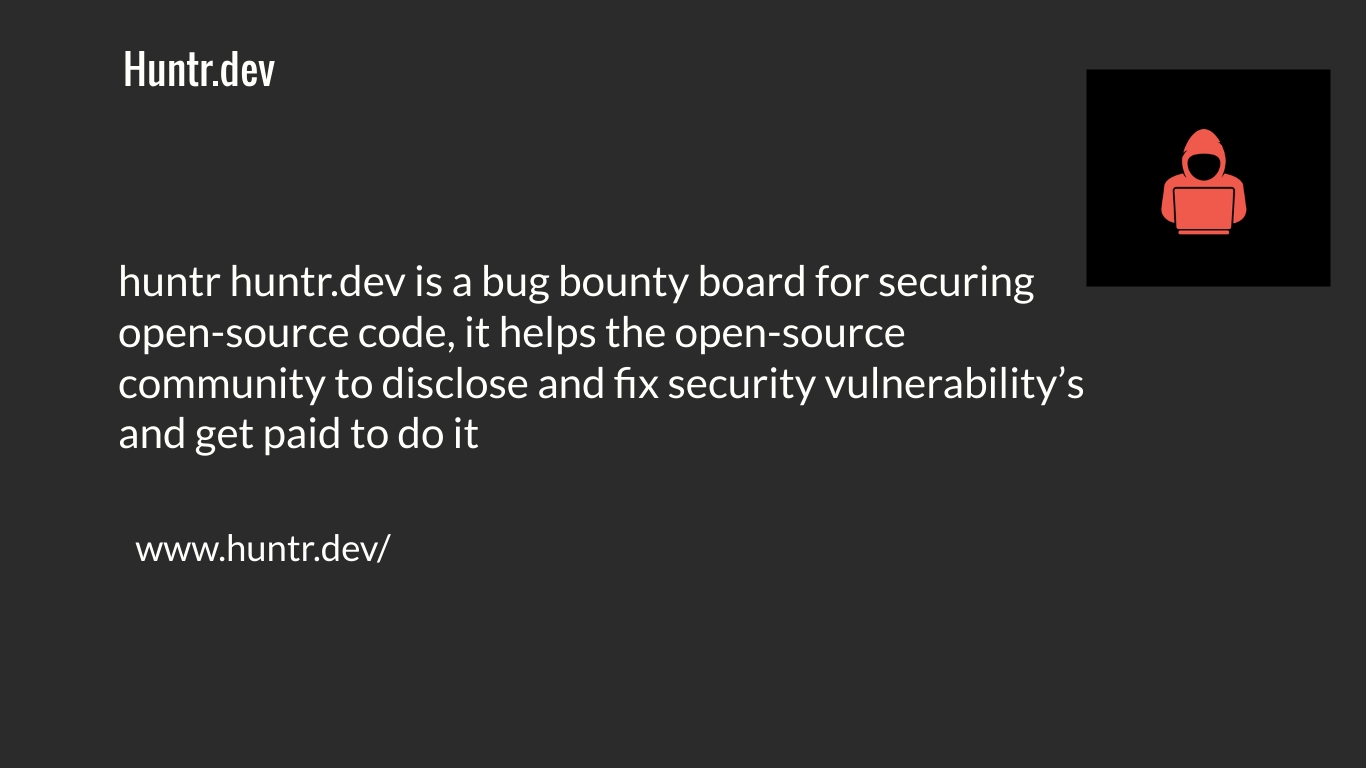 Huntr.dev
huntr huntr.dev is a bug bounty board for securing
open-source code, it helps the open-source
community to disclose and fix security vulnerability’s
and get paid to do it
www.huntr.dev/